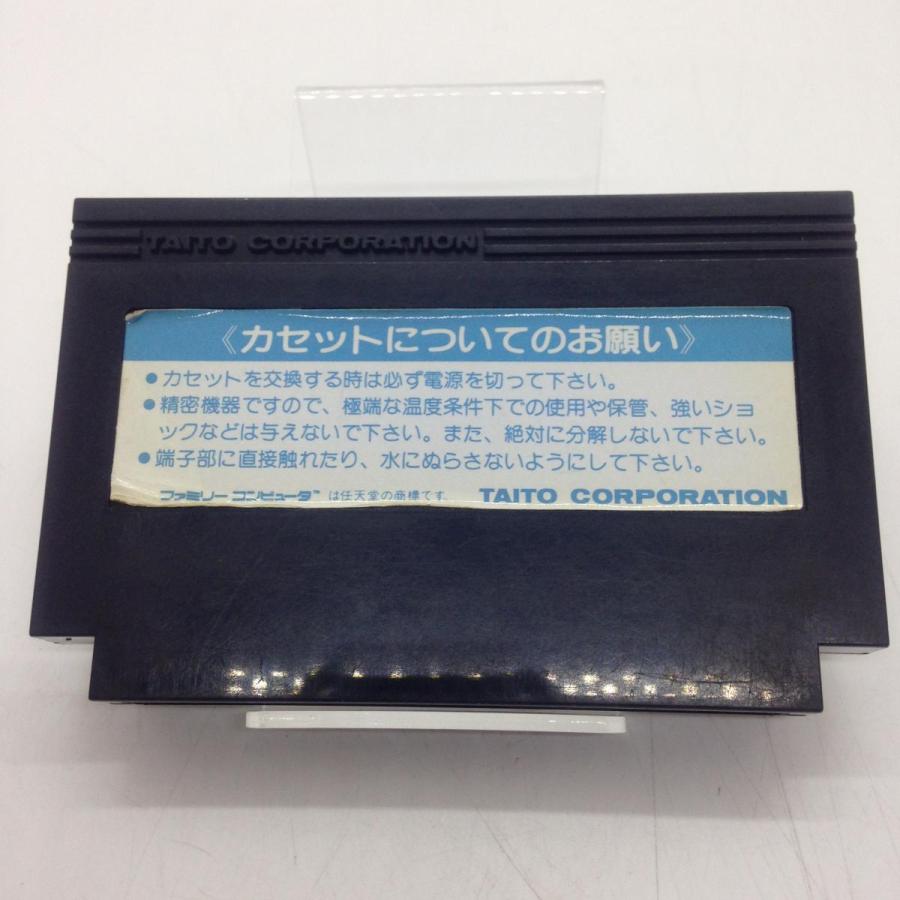 TAITO CORPORATION
《カセットについてのお願い》
●カセットを交換する時は必ず電源を切って下さい。
●精密機器ですので、極端な温度条件下での使用や保管、強いショ
ックなどは与えないで下さい。また、絶対に分解しないで下さい。
●端子部に直接触れたり、水にぬらさないようにして下さい。
ファミリーコンピュータ™は任天堂の商標です。 TAITO CORPORATION